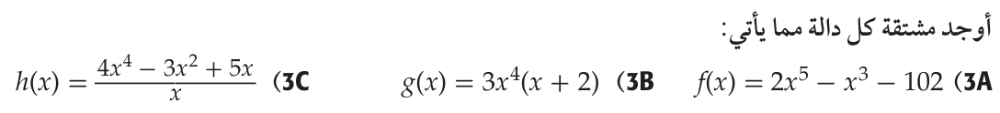 أوجد مشتقة كل دالة مما يأتي:
3A) f(x) = 2x⁵ − x³ − 102 3B) g(x) = 3x⁴(x + 2) 3C) h(x) = (4x⁴ − 3x² + 5x)/x